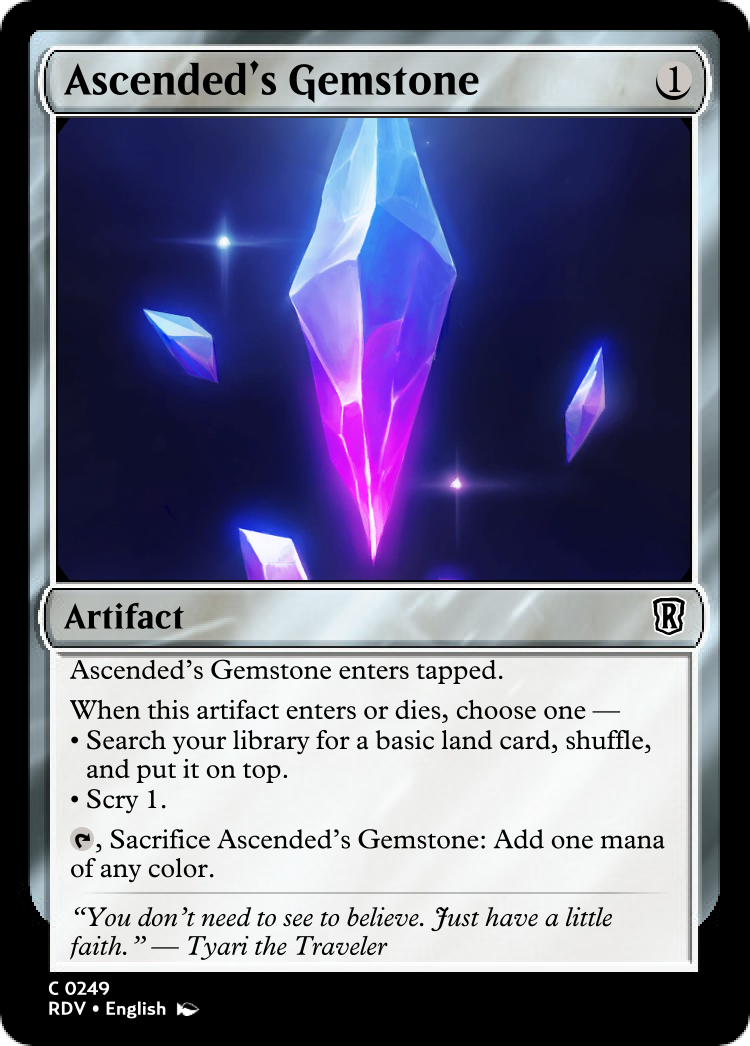 Ascended's Gemstone 1
Artifact R
Ascended's Gemstone enters tapped.
When this artifact enters or dies, choose one —
• Search your library for a basic land card, shuffle,
and put it on top.
• Scry 1.
, Sacrifice Ascended's Gemstone: Add one mana
of any color.
“You don't need to see to believe. Just have a little
faith.” — Tyari the Traveler
C 0249
RDV • English